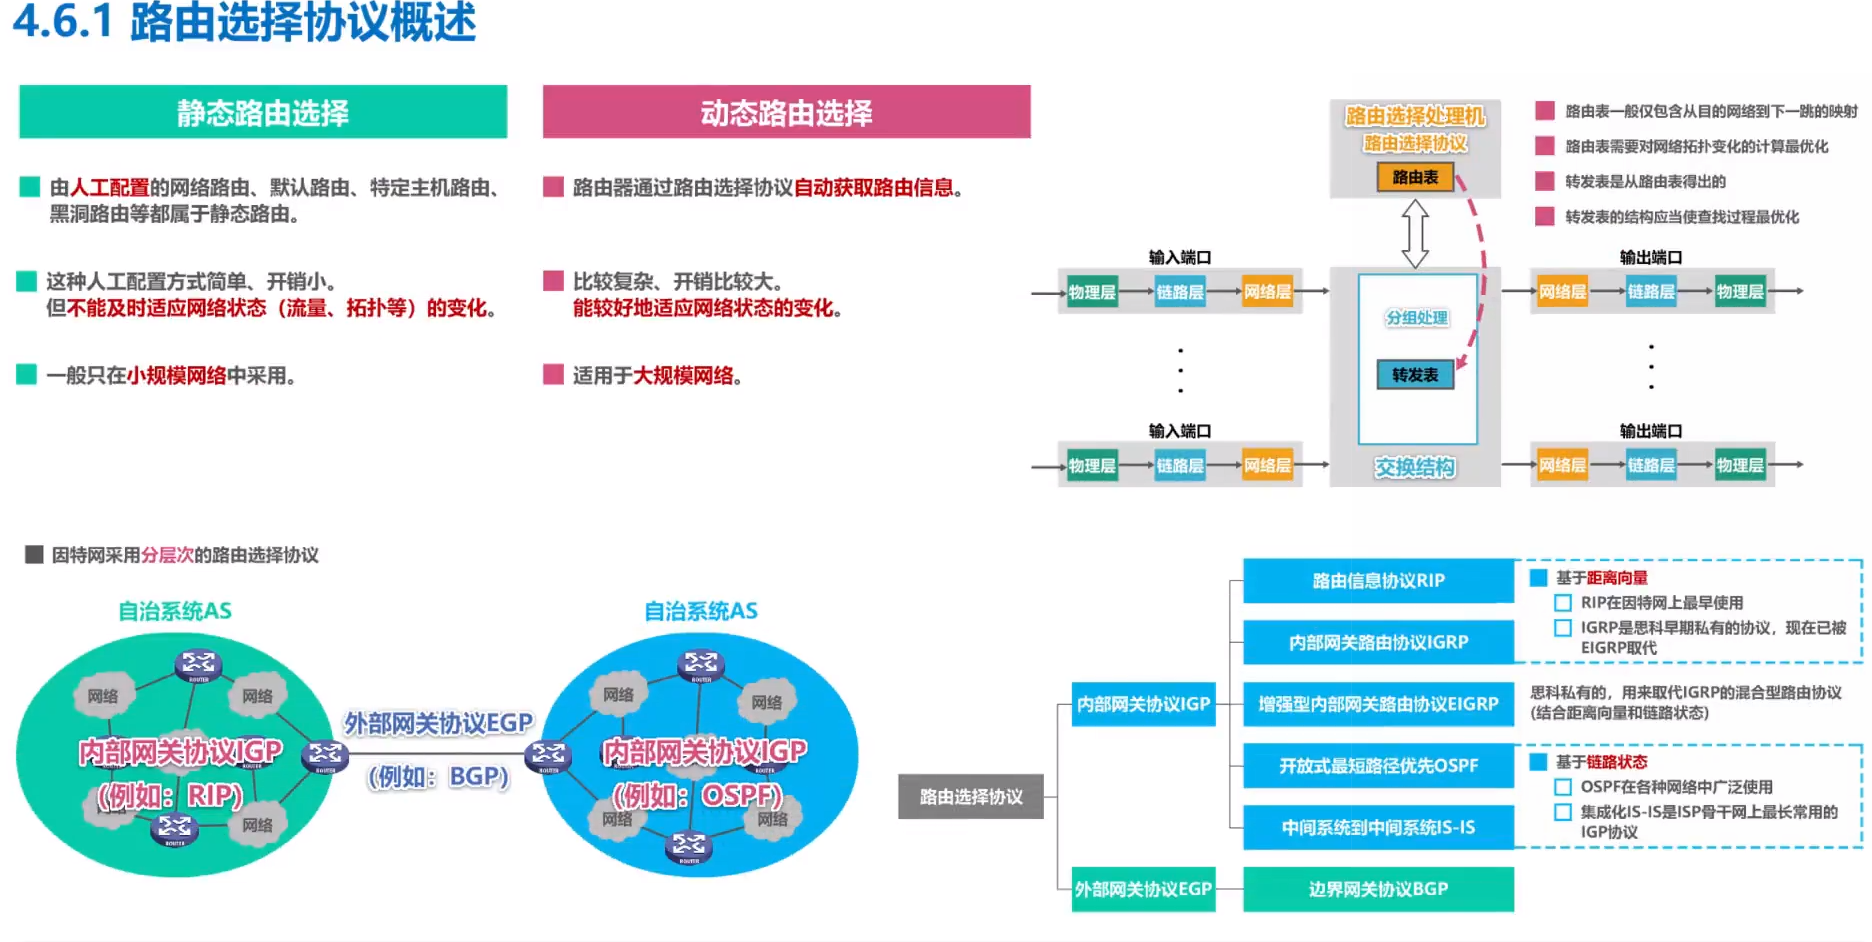 4.6.1 路由选择协议概述
静态路由选择
由人工配置的网络路由、默认路由、特定主机路由、
黑洞路由等都属于静态路由。
这种人工配置方式简单、开销小。
但不能及时适应网络状态（流量、拓扑等）的变化。
一般只在小规模网络中采用。
动态路由选择
路由器通过路由选择协议自动获取路由信息。
比较复杂、开销比较大。
能较好地适应网络状态的变化。
适用于大规模网络。
路由选择处理机
路由选择协议
路由表
路由表一般仅包含从目的网络到下一跳的映射
路由表需要对网络拓扑变化的计算最优化
转发表是从路由表得出的
转发表的结构应当使查找过程最优化
输入端口
物理层
链路层
网络层
分组处理
转发表
交换结构
输出端口
网络层
链路层
物理层
输入端口
物理层
链路层
网络层
输出端口
网络层
链路层
物理层
因特网采用分层次的路由选择协议
自治系统AS
网络
网络
ROUTER
内部网关协议IGP
(例如：RIP)
网络
ROUTER
ROUTER
外部网关协议EGP
(例如：BGP)
自治系统AS
网络
网络
ROUTER
ROUTER
内部网关协议IGP
(例如：OSPF)
网络
网络
ROUTER
路由选择协议
内部网关协议IGP
外部网关协议EGP
路由信息协议RIP
内部网关路由协议IGRP
增强型内部网关路由协议EIGRP
开放式最短路径优先OSPF
中间系统到中间系统IS-IS
边界网关协议BGP
基于距离向量
RIP在因特网上最早使用
IGRP是思科早期私有的协议，现在已被
EIGRP取代
思科私有的，用来取代IGRP的混合型路由协议
(结合距离向量和链路状态)
基于链路状态
OSPF在各种网络中广泛使用
集成化IS-IS是ISP骨干网上最长常用的
IGP协议